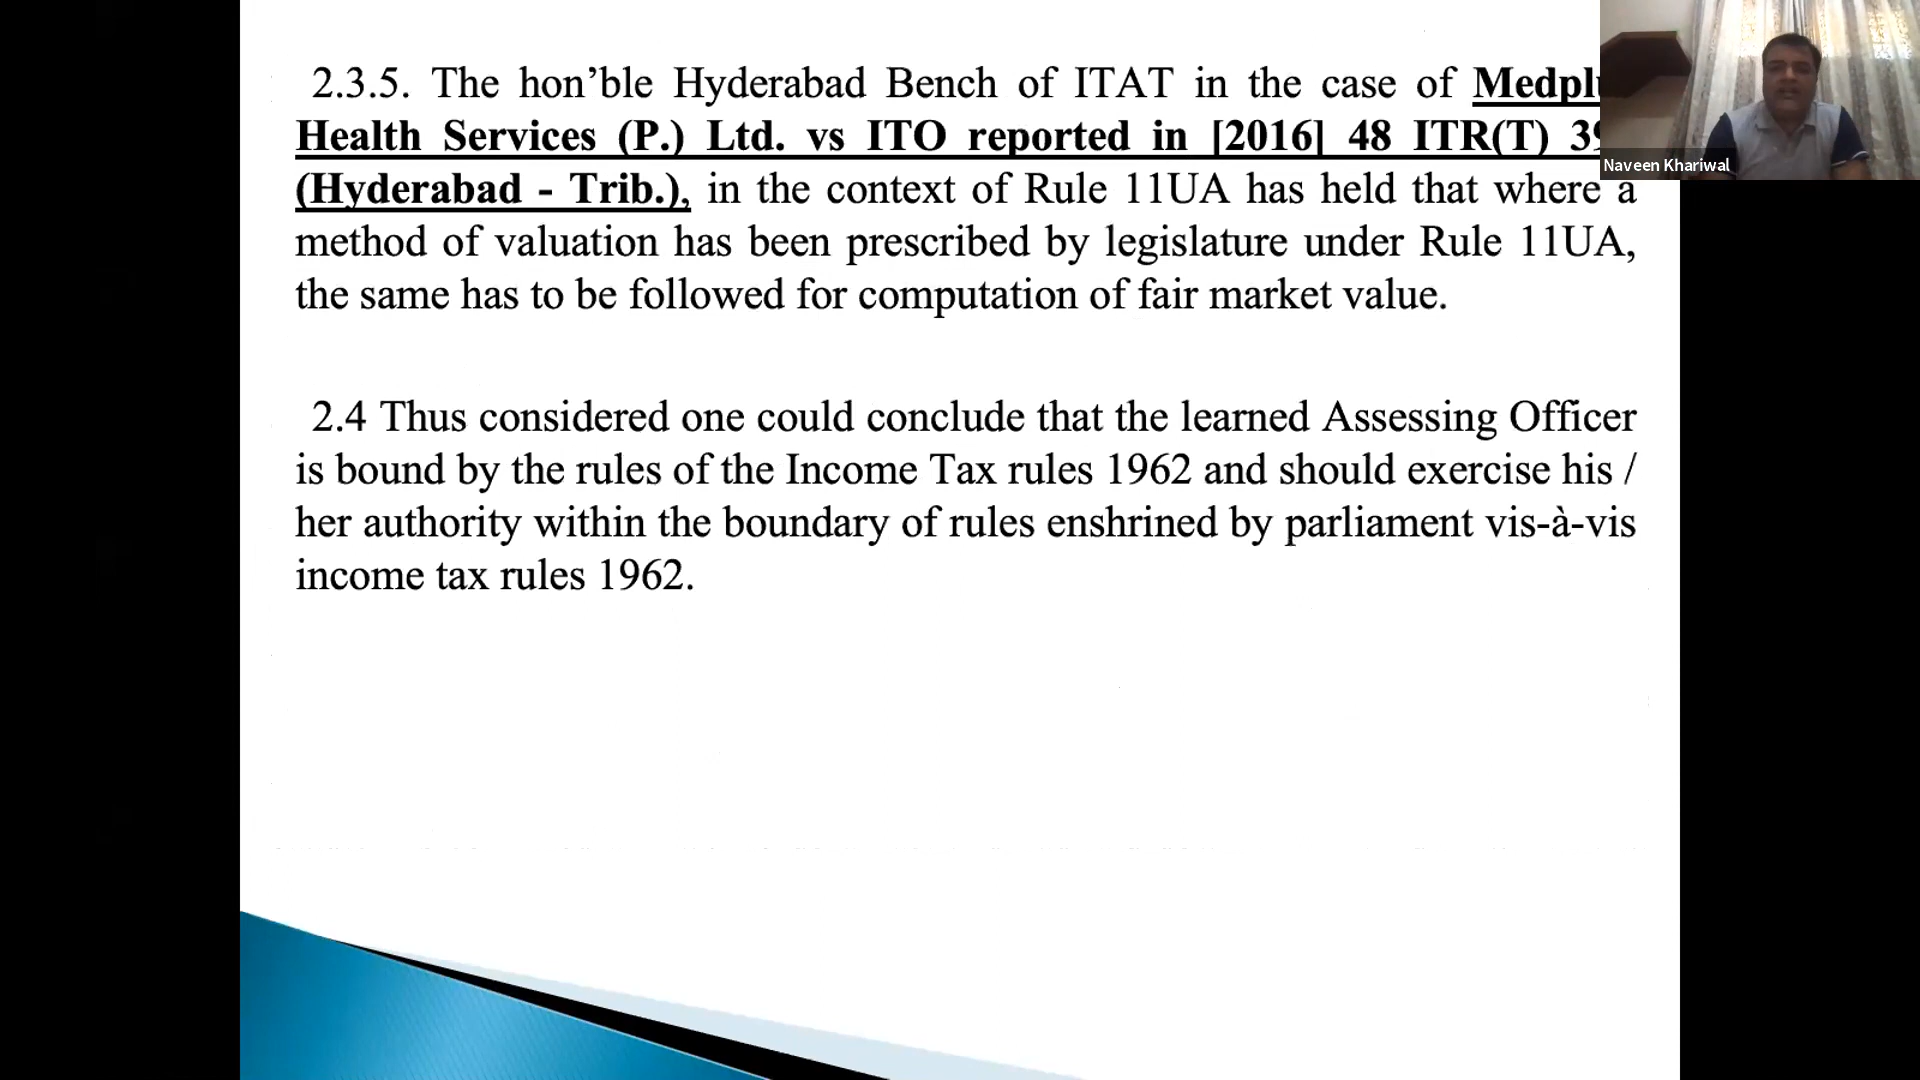 2.3.5. The hon’ble Hyderabad Bench of ITAT in the case of
Health Services (P.) Ltd. vs ITO reported in [2016] 48 ITR(T)
(Hyderabad - Trib.), in the context of Rule 11UA has held that where a
method of valuation has been prescribed by legislature under Rule 11UA,
the same has to be followed for computation of fair market value.
2.4 Thus considered one could conclude that the learned Assessing Officer
is bound by the rules of the Income Tax rules 1962 and should exercise his /
her authority within the boundary of rules enshrined by parliament vis-à-vis
income tax rules 1962.
Naveen Khariwal